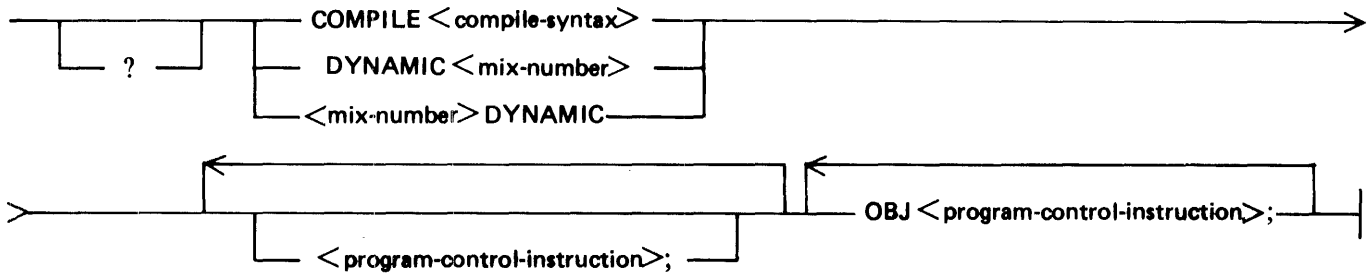 COMPILE <compile-syntax>
? DYNAMIC <mix-number>
<mix-number> DYNAMIC
OBJ <program-control-instruction>;
<program-control-instruction>;